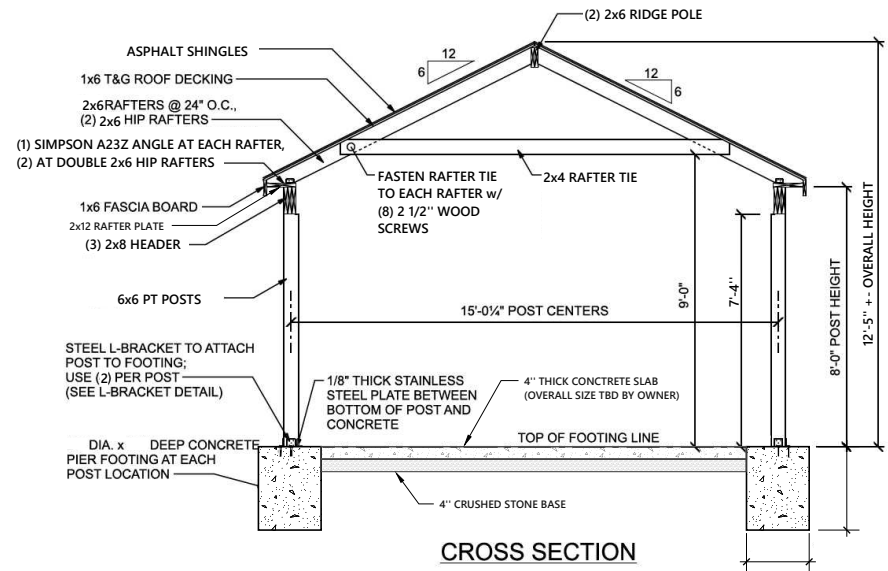 (2) 2x6 RIDGE POLE
ASPHALT SHINGLES
12
6
12
6
1x6 T&G ROOF DECKING
2x6RAFTERS @ 24" O.C.,
(2) 2x6 HIP RAFTERS
(1) SIMPSON A23Z ANGLE AT EACH RAFTER,
(2) AT DOUBLE 2x6 HIP RAFTERS
FASTEN RAFTER TIE
TO EACH RAFTER w/
(8) 2 1/2'' WOOD
SCREWS
2x4 RAFTER TIE
1x6 FASCIA BOARD
2x12 RAFTER PLATE
(3) 2x8 HEADER
6x6 PT POSTS
15'-0¼" POST CENTERS
9'-0"
7'-4''
8'-0" POST HEIGHT
12'-5'' +- OVERALL HEIGHT
STEEL L-BRACKET TO ATTACH
POST TO FOOTING;
USE (2) PER POST
(SEE L-BRACKET DETAIL)
1/8" THICK STAINLESS
STEEL PLATE BETWEEN
BOTTOM OF POST AND
CONCRETE
4'' THICK CONCTRETE SLAB
(OVERALL SIZE TBD BY OWNER)
TOP OF FOOTING LINE
DIA. x DEEP CONCRETE
PIER FOOTING AT EACH
POST LOCATION
4'' CRUSHED STONE BASE
CROSS SECTION